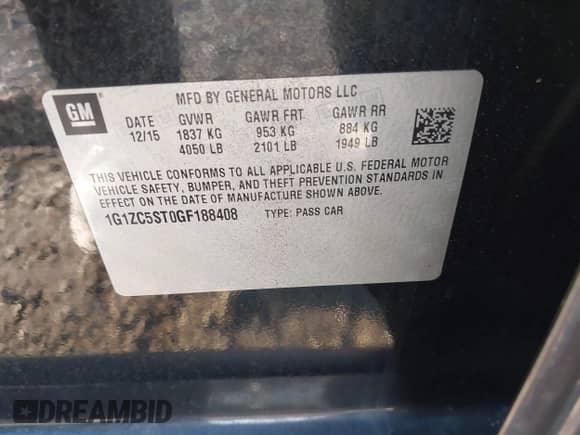 GM
MFD BY GENERAL MOTORS LLC
DATE GVWR GAWR FRT GAWR RR
12/15 1837 KG 953 KG 884 KG
4050 LB 2101 LB 1949 LB
THIS VEHICLE CONFORMS TO ALL APPLICABLE U.S. FEDERAL MOTOR
VEHICLE SAFETY, BUMPER, AND THEFT PREVENTION STANDARDS IN
EFFECT ON THE DATE OF MANUFACTURE SHOWN ABOVE.
1G1ZC5ST0GF188408 TYPE: PASS CAR
DREAMBID